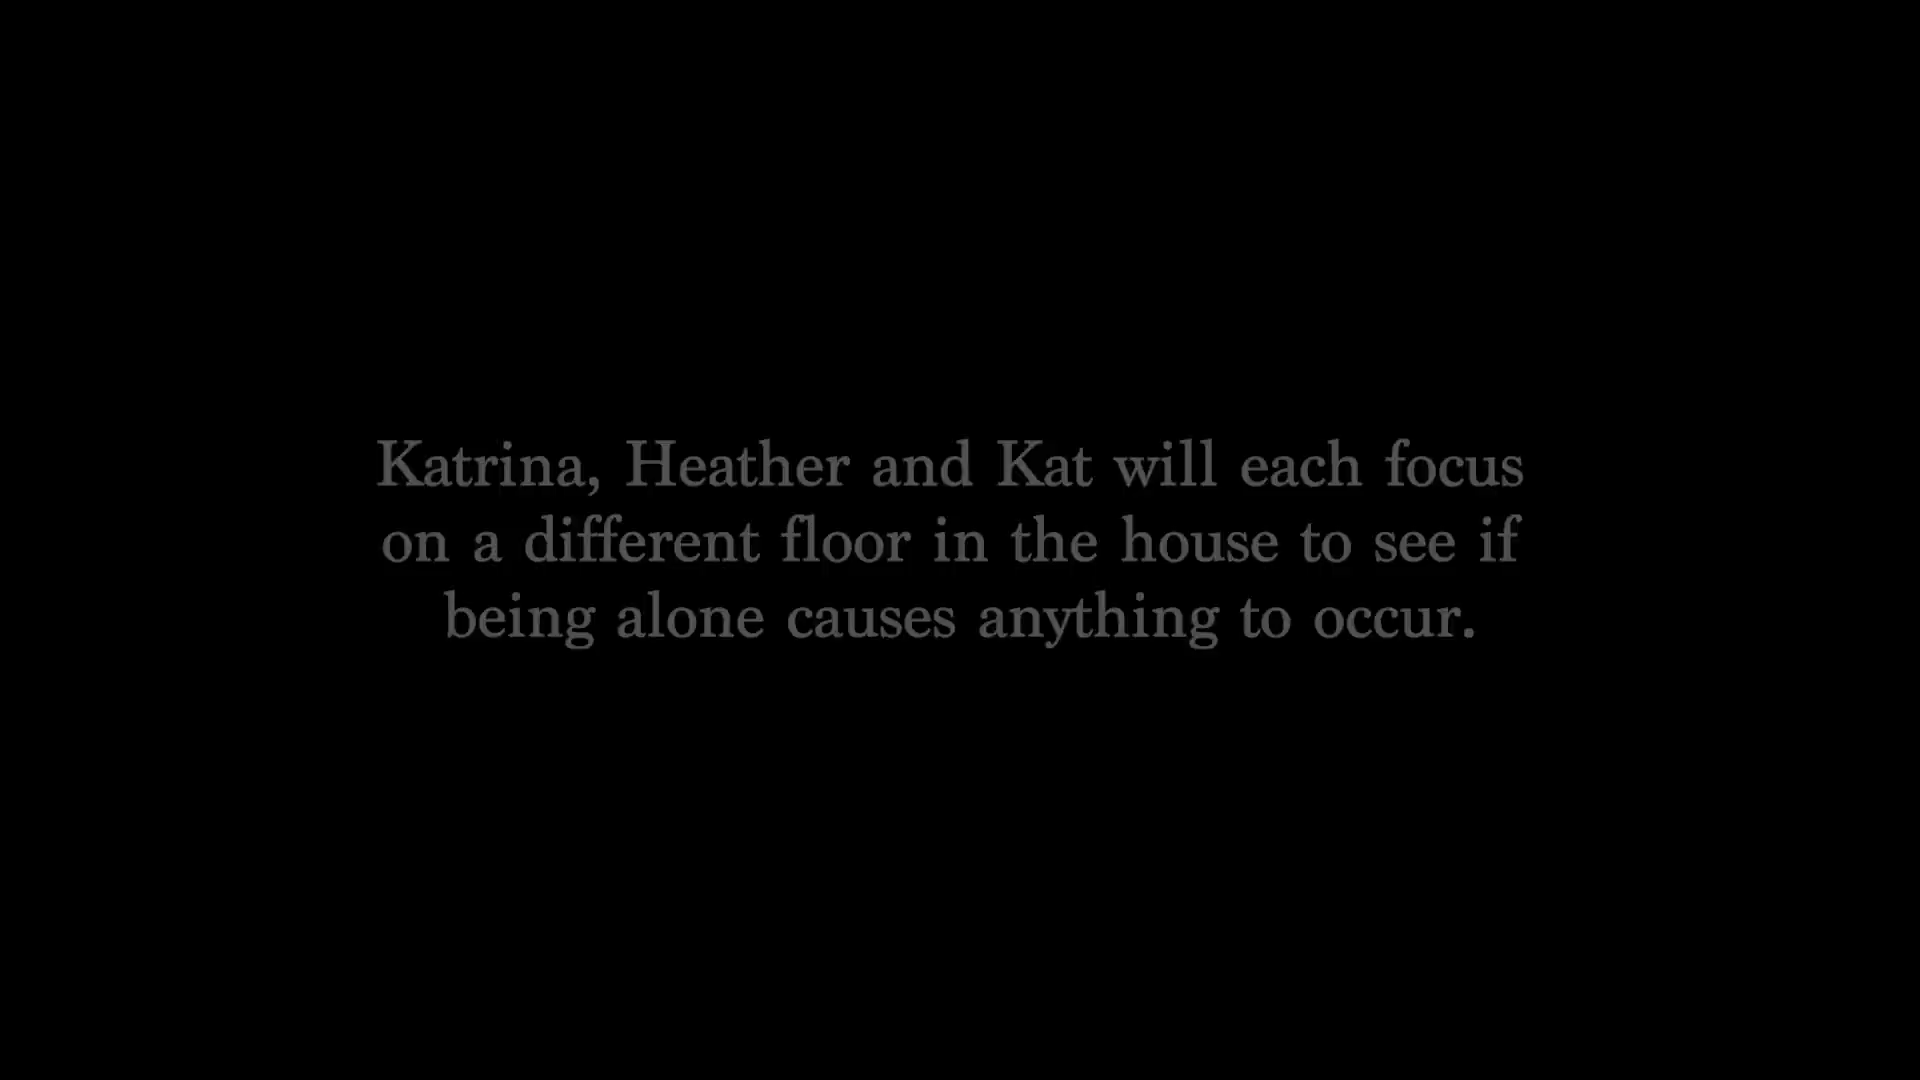 Katrina, Heather and Kat will each focus
on a different floor in the house to see if
being alone causes anything to occur.